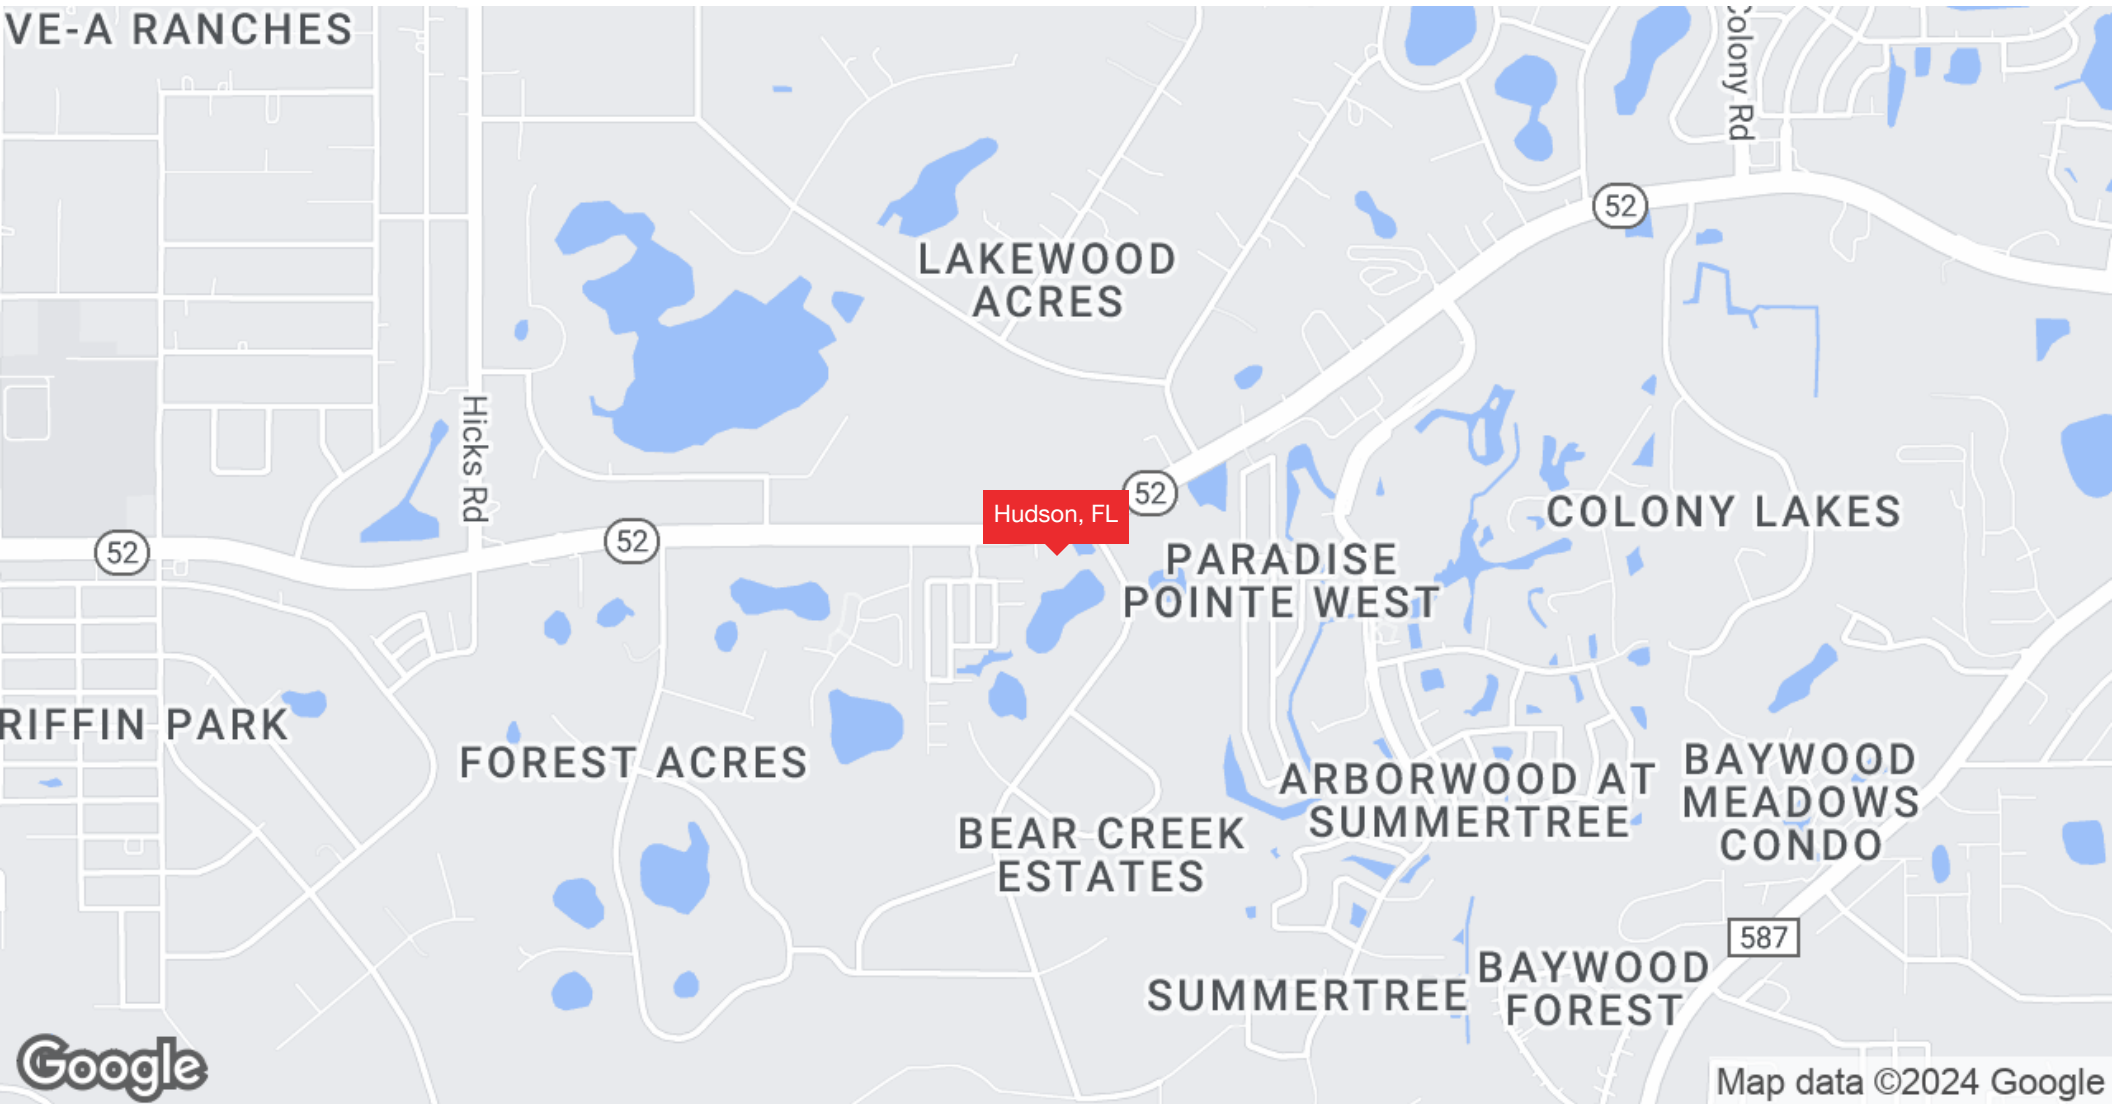 VE-A RANCHES
Colony Rd
52
LAKEWOOD
ACRES
Hicks Rd
52
Hudson, FL
COLONY LAKES
52
52
PARADISE
POINTE WEST
RIFFIN PARK
FOREST ACRES
ARBORWOOD AT
SUMMERTREE
BAYWOOD
MEADOWS
CONDO
BEAR CREEK
ESTATES
587
SUMMERTREE
BAYWOOD
FOREST
Google
Map data ©2024 Google